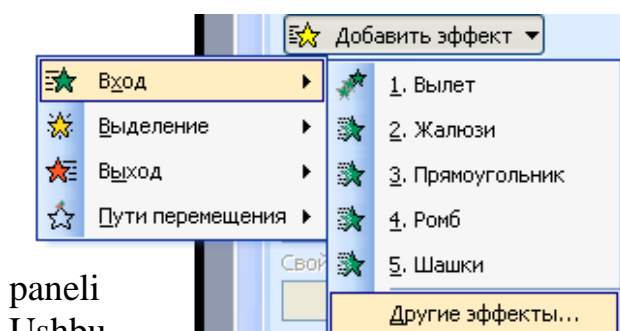 Добавить эффект
Вход
Выделение
Выход
Пути перемещения
1. Вылет
2. Жалюзи
3. Прямоугольник
4. Ромб
5. Шашки
Другие эффекты...
Свой
paneli
Ushbu